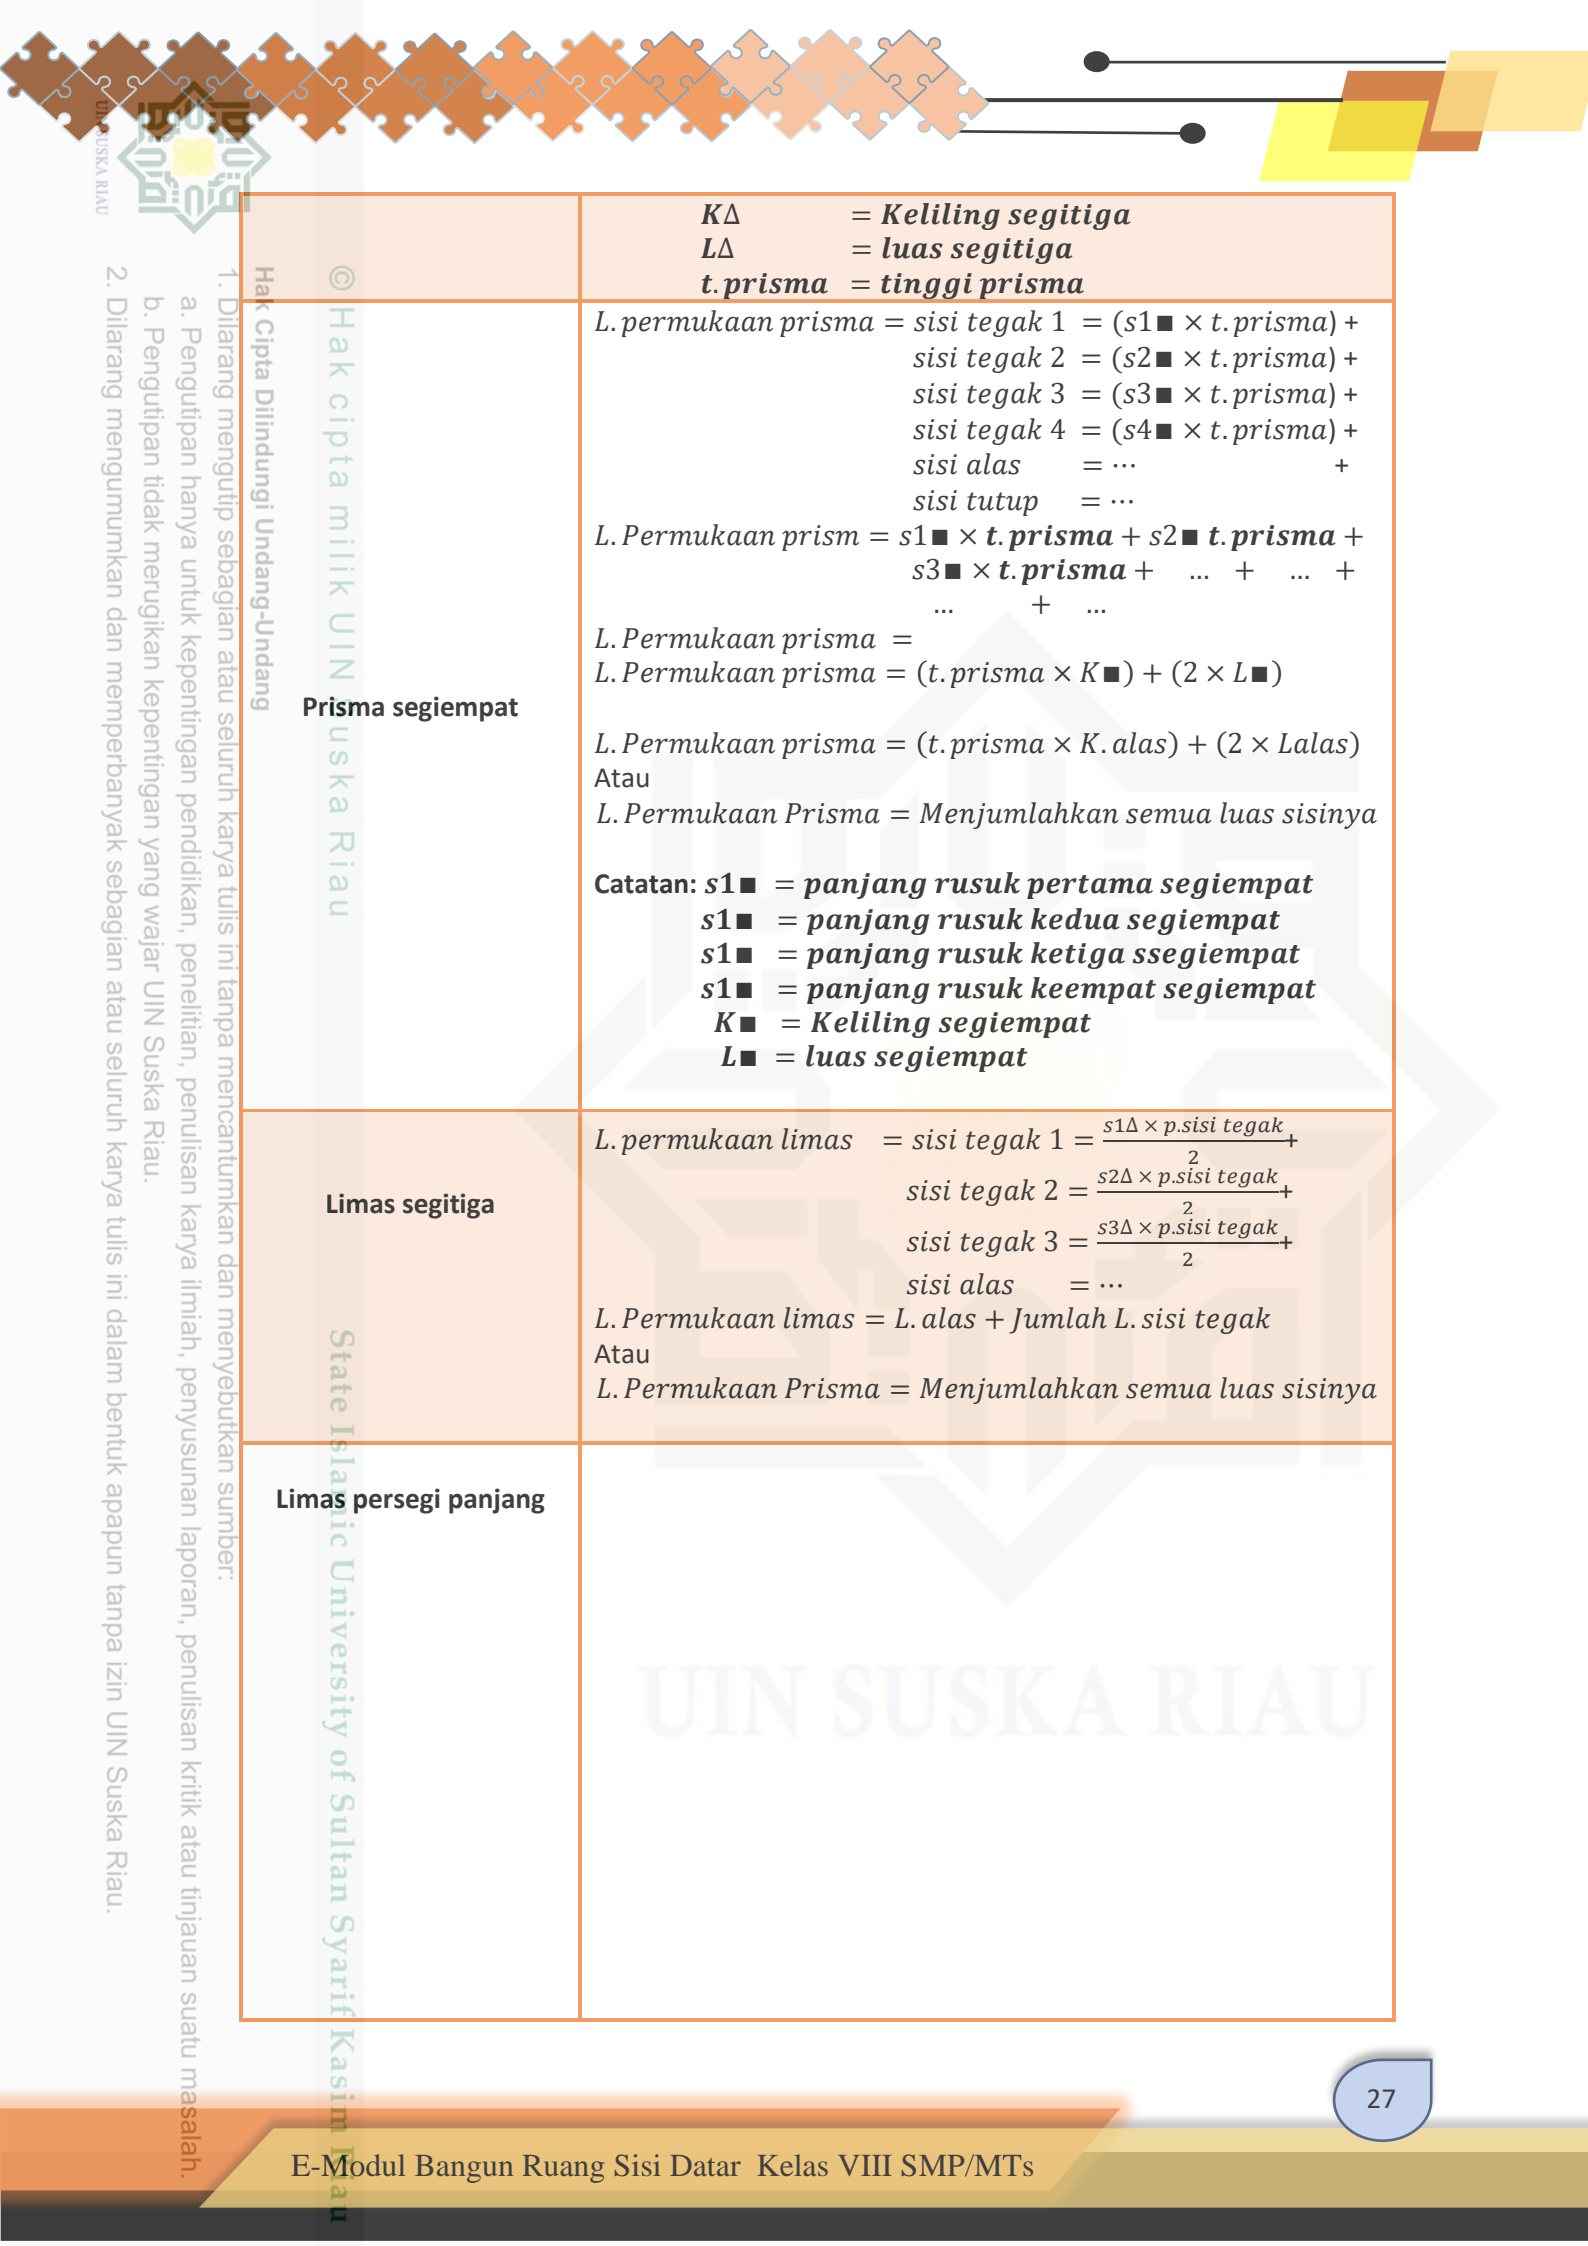 UIN SUSKA RIAU
Hak Cipta Dilindungi Undang-Undang
1. Dilarang mengutip sebagian atau seluruh karya tulis ini tanpa mencantumkan dan menyebutkan sumber:
a. Pengutipan hanya untuk kepentingan pendidikan, penelitian, penulisan karya ilmiah, penyusunan laporan, penulisan kritik atau tinjauan suatu masalah.
b. Pengutipan tidak merugikan kepentingan yang wajar UIN Suska Riau.
2. Dilarang mengumumkan dan memperbanyak sebagian atau seluruh karya tulis ini dalam bentuk apapun tanpa izin UIN Suska Riau.
© Hak cipta milik UIN Suska Riau
State Islamic University of Sultan Syarif Kasim Riau
K∆ = Keliling segitiga
L∆ = luas segitiga
t.prisma = tinggi prisma
Prisma segiempat
L.permukaan prisma = sisi tegak 1 = (s1■ × t.prisma) +
sisi tegak 2 = (s2■ × t.prisma) +
sisi tegak 3 = (s3■ × t.prisma) +
sisi tegak 4 = (s4■ × t.prisma) +
sisi alas = ⋯ +
sisi tutup = ⋯
L.Permukaan prism = s1■ × t.prisma + s2■ t.prisma +
s3■ × t.prisma + … + … +
… + …
L.Permukaan prisma =
L.Permukaan prisma = (t.prisma × K■) + (2 × L■)
L.Permukaan prisma = (t.prisma × K.alas) + (2 × Lalas)
Atau
L.Permukaan Prisma = Menjumlahkan semua luas sisinya
Catatan: s1■ = panjang rusuk pertama segiempat
s1■ = panjang rusuk kedua segiempat
s1■ = panjang rusuk ketiga ssegiempat
s1■ = panjang rusuk keempat segiempat
K■ = Keliling segiempat
L■ = luas segiempat
Limas segitiga
L.permukaan limas = sisi tegak 1 = s1∆ × p.sisi tegak / 2 +
sisi tegak 2 = s2∆ × p.sisi tegak / 2 +
sisi tegak 3 = s3∆ × p.sisi tegak / 2 +
sisi alas = ⋯
L.Permukaan limas = L.alas + Jumlah L.sisi tegak
Atau
L.Permukaan Prisma = Menjumlahkan semua luas sisinya
Limas persegi panjang
UIN SUSKA RIAU
27
E-Modul Bangun Ruang Sisi Datar Kelas VIII SMP/MTs